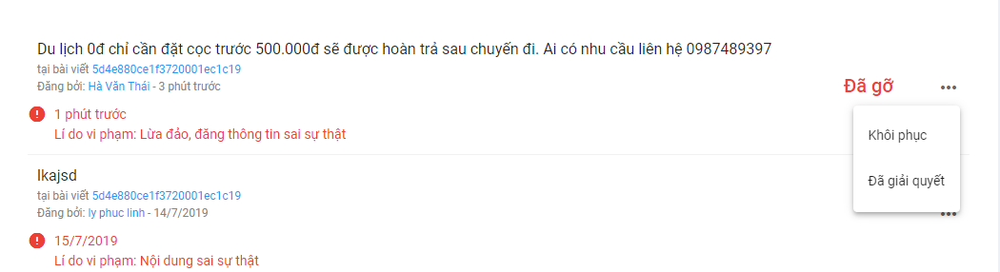 Du lịch 0đ chỉ cần đặt cọc trước 500.000đ sẽ được hoàn trả sau chuyến đi. Ai có nhu cầu liên hệ 0987489397
tại bài viết 5d4e880ce1f3720001ec1c19
Đăng bởi: Hà Văn Thái - 3 phút trước
Đã gỡ
1 phút trước
Lí do vi phạm: Lừa đảo, đăng thông tin sai sự thật
Khôi phục
Đã giải quyết
lkajsd
tại bài viết 5d4e880ce1f3720001ec1c19
Đăng bởi: ly phuc linh - 14/7/2019
15/7/2019
Lí do vi phạm: Nội dung sai sự thật